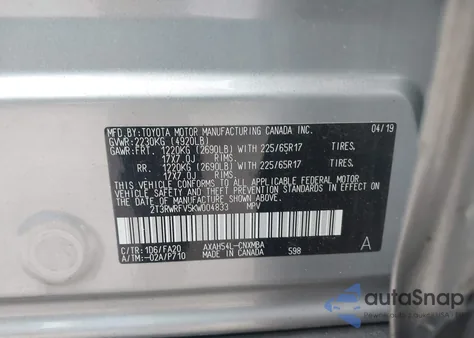 MFD.BY:TOYOTA MOTOR MANUFACTURING CANADA INC. 04/19
GVWR:2230KG (4920LB)
GAWR:FRT. 1220KG (2690LB) WITH 225/65R17 TIRES,
17X7.0J RIMS,
RR. 1220KG (2690LB) WITH 225/65R17 TIRES,
17X7.0J RIMS,
THIS VEHICLE CONFORMS TO ALL APPLICABLE FEDERAL MOTOR
VEHICLE SAFETY AND THEFT PREVENTION STANDARDS IN
EFFECT ON THE DATE OF MANUFACTURE SHOWN ABOVE.
2T3RWRFV5KW004833 MPV
C/TR:1D6/FA20 AXAH54L-CNXMBA A
A/TM:-02A/P710 MADE IN CANADA 598
autoSnap